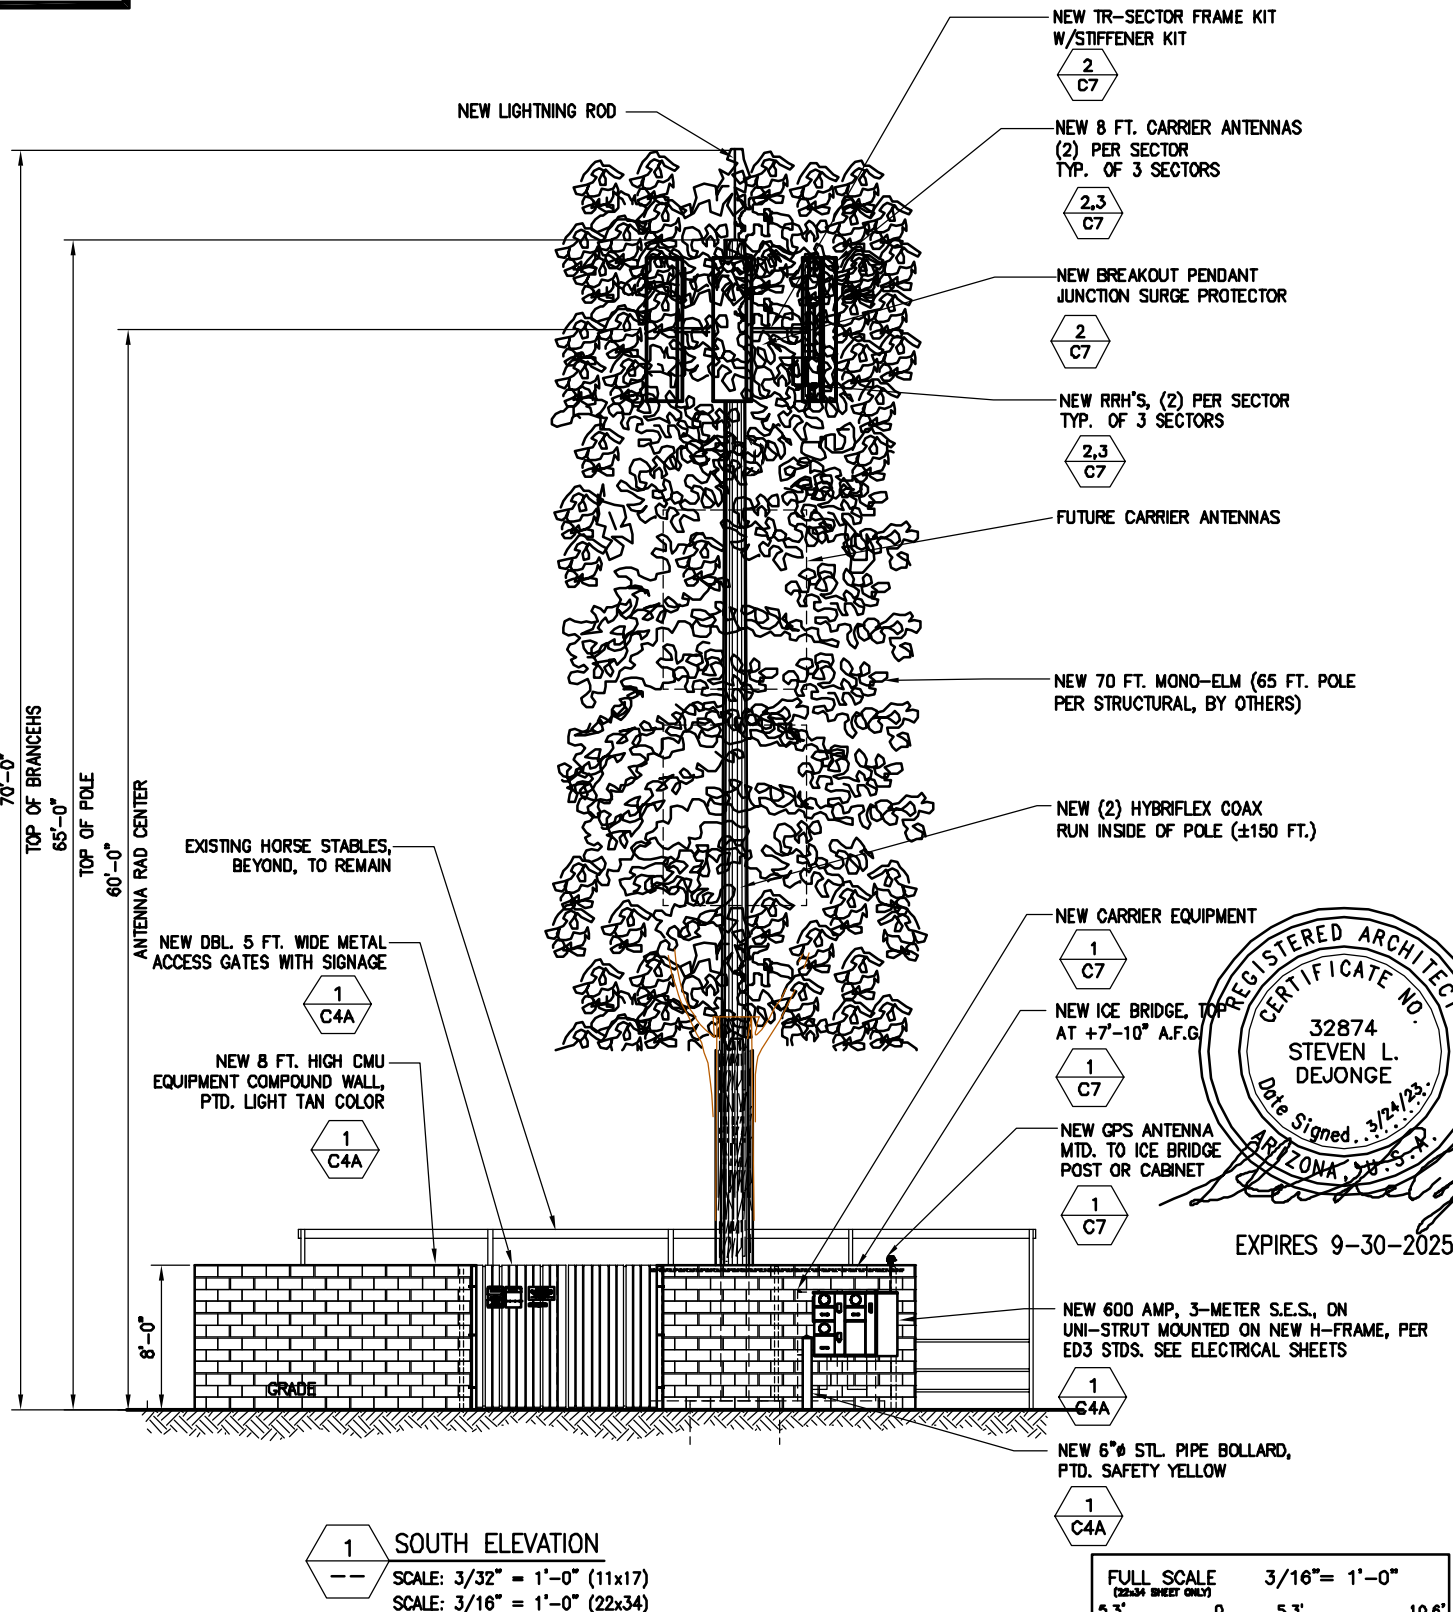 NEW TR-SECTOR FRAME KIT
W/STIFFENER KIT
2
C7
NEW LIGHTNING ROD
NEW 8 FT. CARRIER ANTENNAS
(2) PER SECTOR
TYP. OF 3 SECTORS
2,3
C7
NEW BREAKOUT PENDANT
JUNCTION SURGE PROTECTOR
2
C7
NEW RRH'S, (2) PER SECTOR
TYP. OF 3 SECTORS
2,3
C7
FUTURE CARRIER ANTENNAS
NEW 70 FT. MONO-ELM (65 FT. POLE
PER STRUCTURAL, BY OTHERS)
NEW (2) HYBRIFLEX COAX
RUN INSIDE OF POLE (±150 FT.)
70'-0"
TOP OF BRANCEHS
65'-0"
TOP OF POLE
60'-0"
ANTENNA RAD CENTER
EXISTING HORSE STABLES,
BEYOND, TO REMAIN
NEW DBL. 5 FT. WIDE METAL
ACCESS GATES WITH SIGNAGE
1
C4A
NEW 8 FT. HIGH CMU
EQUIPMENT COMPOUND WALL,
PTD. LIGHT TAN COLOR
1
C4A
NEW CARRIER EQUIPMENT
1
C7
NEW ICE BRIDGE, TOP
AT +7'-10" A.F.G.
1
C7
NEW GPS ANTENNA
MTD. TO ICE BRIDGE
POST OR CABINET
1
C7
REGISTERED ARCHITECT
CERTIFICATE NO.
32874
STEVEN L.
DEJONGE
Date Signed...3/24/23.
ARIZONA, U.S.A.
EXPIRES 9-30-2025
8'-0"
GRADE
NEW 600 AMP, 3-METER S.E.S., ON
UNI-STRUT MOUNTED ON NEW H-FRAME, PER
ED3 STDS. SEE ELECTRICAL SHEETS
1
C4A
NEW 6"ø STL. PIPE BOLLARD,
PTD. SAFETY YELLOW
1
C4A
1
--
SOUTH ELEVATION
SCALE: 3/32" = 1'-0" (11x17)
SCALE: 3/16" = 1'-0" (22x34)
FULL SCALE 3/16"= 1'-0"
(22x34 SHEET ONLY)
5.3' 0 5.3' 10.6'